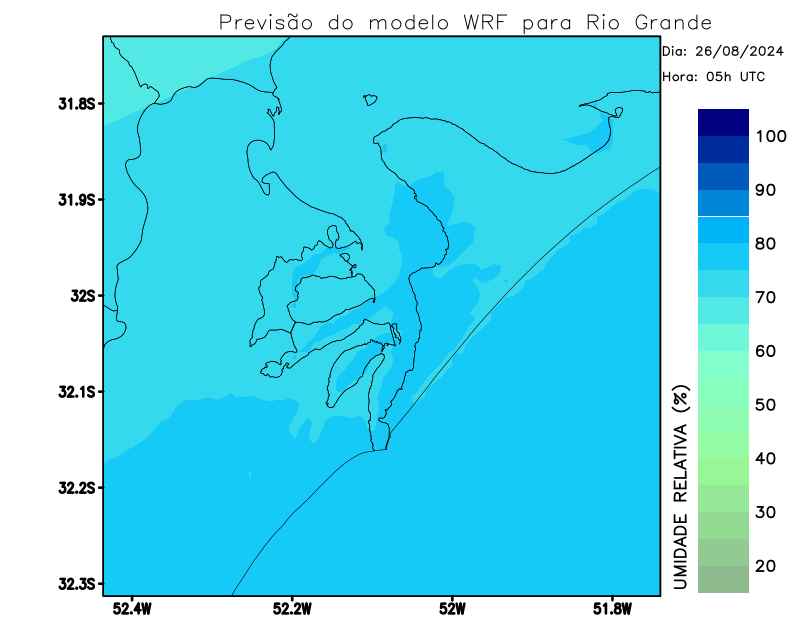 Previsão do modelo WRF para Rio Grande
Dia: 26/08/2024
Hora: 05h UTC
31.8S
31.9S
32S
32.1S
32.2S
32.3S
52.4W
52.2W
52W
51.8W
100
90
80
70
60
50
40
30
20
UMIDADE RELATIVA (%)